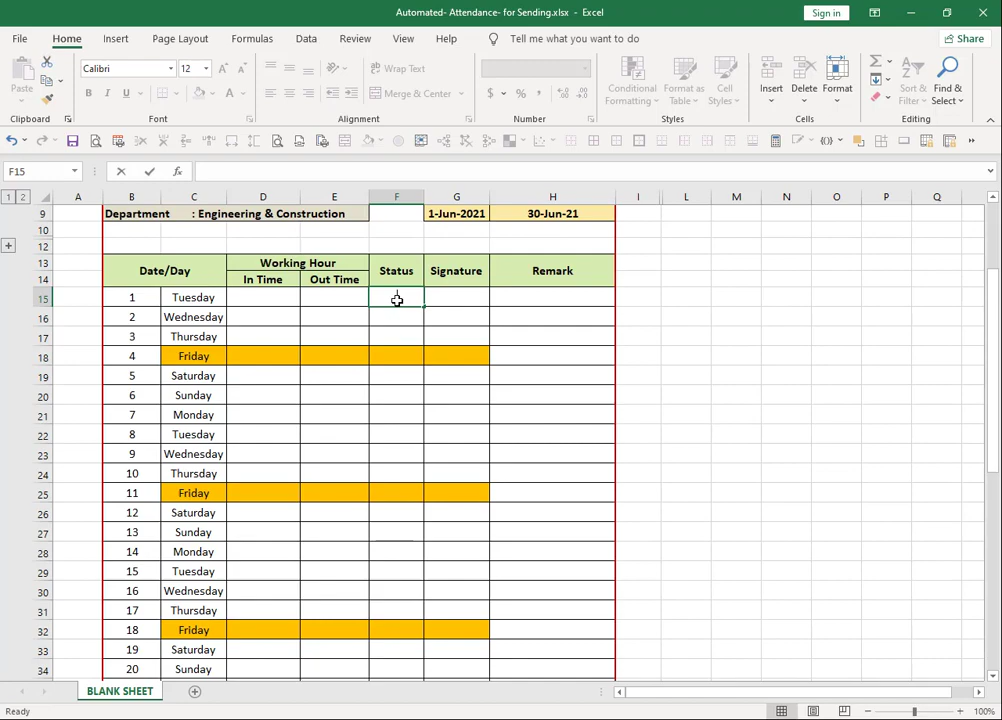 Automated- Attendance- for Sending.xlsx - Excel
Sign in
File Home Insert Page Layout Formulas Data Review View Help Tell me what you want to do Share
Paste
Calibri 12
B I U A
Wrap Text
Merge & Center
$ % ,
Conditional Formatting
Format as Table
Cell Styles
Insert Delete Format
Sort & Filter
Find & Select
Clipboard Font Alignment Number Styles Cells Editing
F15 fx
1 2
A B C D E F G H I L M N O P Q
9 Department : Engineering & Construction 1-Jun-2021 30-Jun-21
10
12
13 Date/Day Working Hour Status Signature Remark
14 In Time Out Time
15 1 Tuesday
16 2 Wednesday
17 3 Thursday
18 4 Friday
19 5 Saturday
20 6 Sunday
21 7 Monday
22 8 Tuesday
23 9 Wednesday
24 10 Thursday
25 11 Friday
26 12 Saturday
27 13 Sunday
28 14 Monday
29 15 Tuesday
30 16 Wednesday
31 17 Thursday
32 18 Friday
33 19 Saturday
34 20 Sunday
BLANK SHEET
Ready
100%